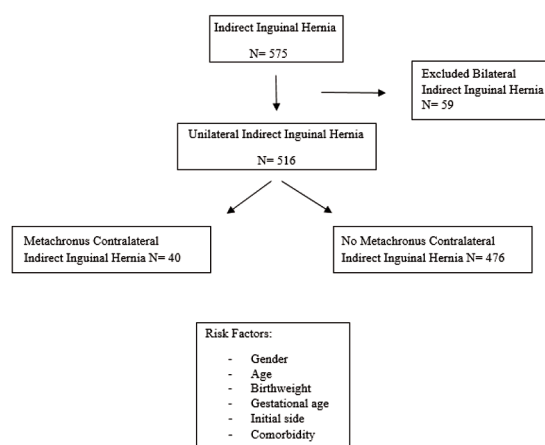 Indirect Inguinal Hernia
N= 575
Excluded Bilateral
Indirect Inguinal Hernia
N= 59
Unilateral Indirect Inguinal Hernia
N= 516
Metachronus Contralateral
Indirect Inguinal Hernia N= 40
No Metachronus Contralateral
Indirect Inguinal Hernia N= 476
Risk Factors:
- Gender
- Age
- Birthweight
- Gestational age
- Initial side
- Comorbidity